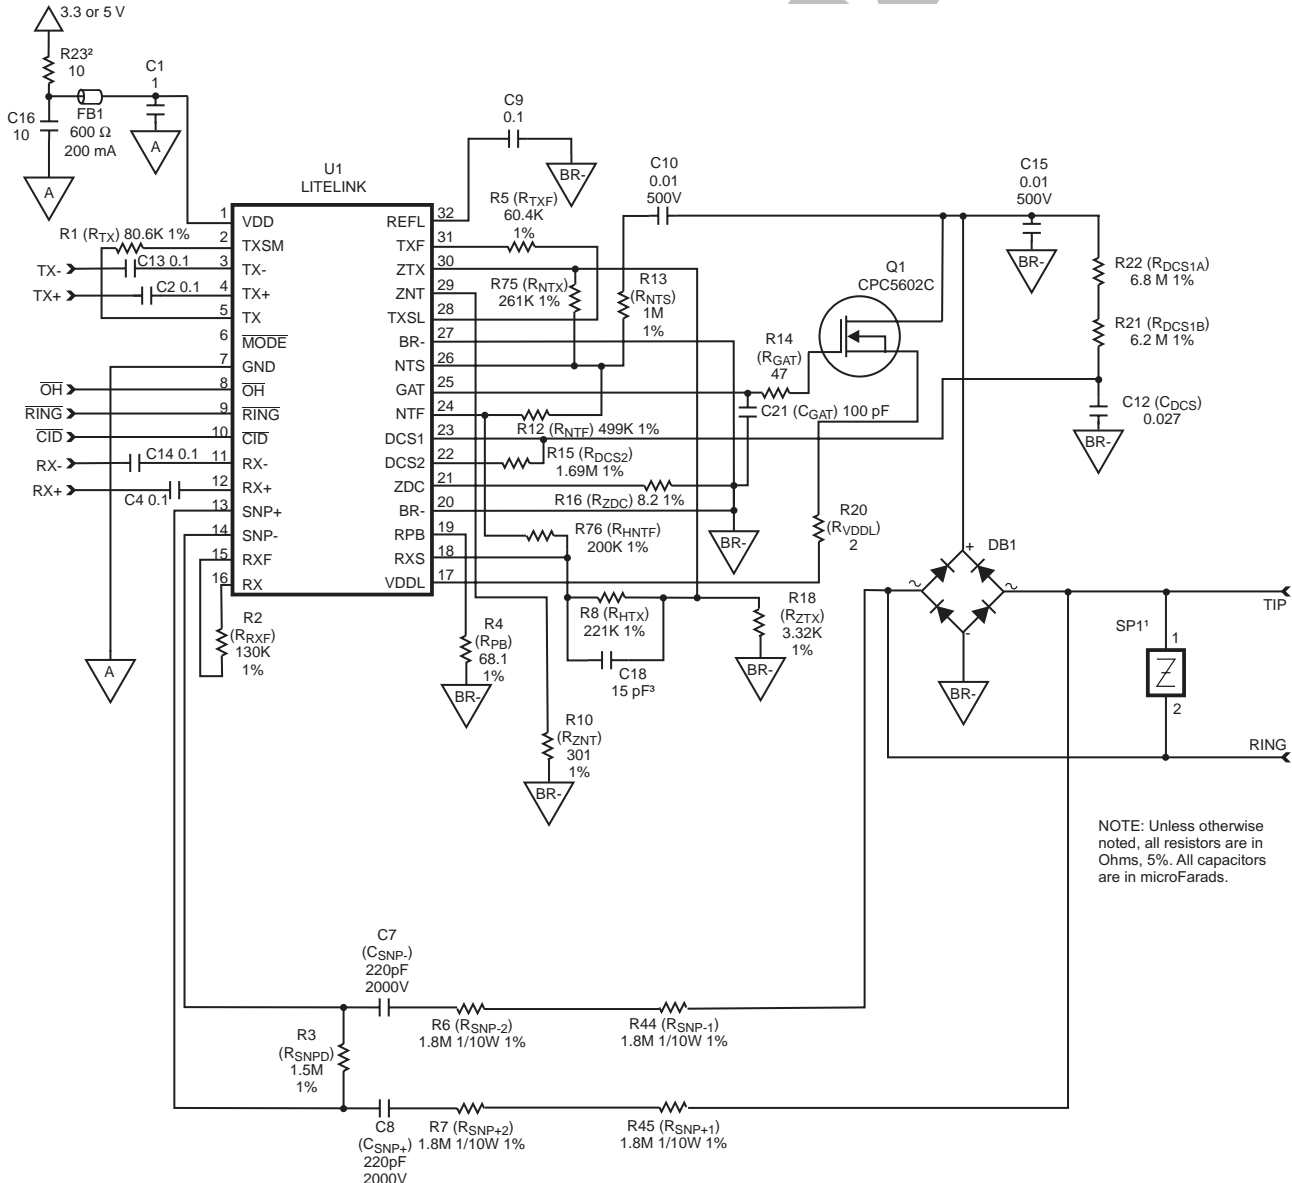 3.3 or 5 V
R23²
10
C1
1
C16
10
FB1
600 Ω
200 mA
A
A
C9
0.1
BR-
U1
LITELINK
C10
0.01
500V
C15
0.01
500V
BR-
R5 (RTXF)
60.4K
1%
1 VDD
2 TXSM
3 TX-
4 TX+
5 TX
6 MODE
7 GND
8 OH
9 RING
10 CID
11 RX-
12 RX+
13 SNP+
14 SNP-
15 RXF
16 RX
REFL 32
TXF 31
ZTX 30
ZNT 29
TXSL 28
BR- 27
NTS 26
GAT 25
NTF 24
DCS1 23
DCS2 22
ZDC 21
BR- 20
RPB 19
RXS 18
VDDL 17
R1 (RTX) 80.6K 1%
TX-
C13 0.1
TX+
C2 0.1
OH
RING
CID
RX-
C14 0.1
RX+
C4 0.1
R75 (RNTX)
261K 1%
R13
(RNTS)
1M
1%
Q1
CPC5602C
R22 (RDCS1A)
6.8 M 1%
R21 (RDCS1B)
6.2 M 1%
R14
(RGAT)
47
C21 (CGAT) 100 pF
C12 (CDCS)
0.027
BR-
R12 (RNTF) 499K 1%
R15 (RDCS2)
1.69M 1%
R16 (RZDC) 8.2 1%
R76 (RHNTF)
200K 1%
BR-
R20
(RVDDL)
2
+
DB1
~
~
-
BR-
TIP
SP1¹
1
Z
2
RING
R2
(RRXF)
130K
1%
A
R4
(RPB)
68.1
1%
BR-
R8 (RHTX)
221K 1%
C18
15 pF³
R18
(RZTX)
3.32K
1%
BR-
R10
(RZNT)
301
1%
BR-
NOTE: Unless otherwise
noted, all resistors are in
Ohms, 5%. All capacitors
are in microFarads.
C7
(CSNP-)
220pF
2000V
R6 (RSNP-2)
1.8M 1/10W 1%
R44 (RSNP-1)
1.8M 1/10W 1%
R3
(RSNPD)
1.5M
1%
C8
(CSNP+)
220pF
2000V
R7 (RSNP+2)
1.8M 1/10W 1%
R45 (RSNP+1)
1.8M 1/10W 1%